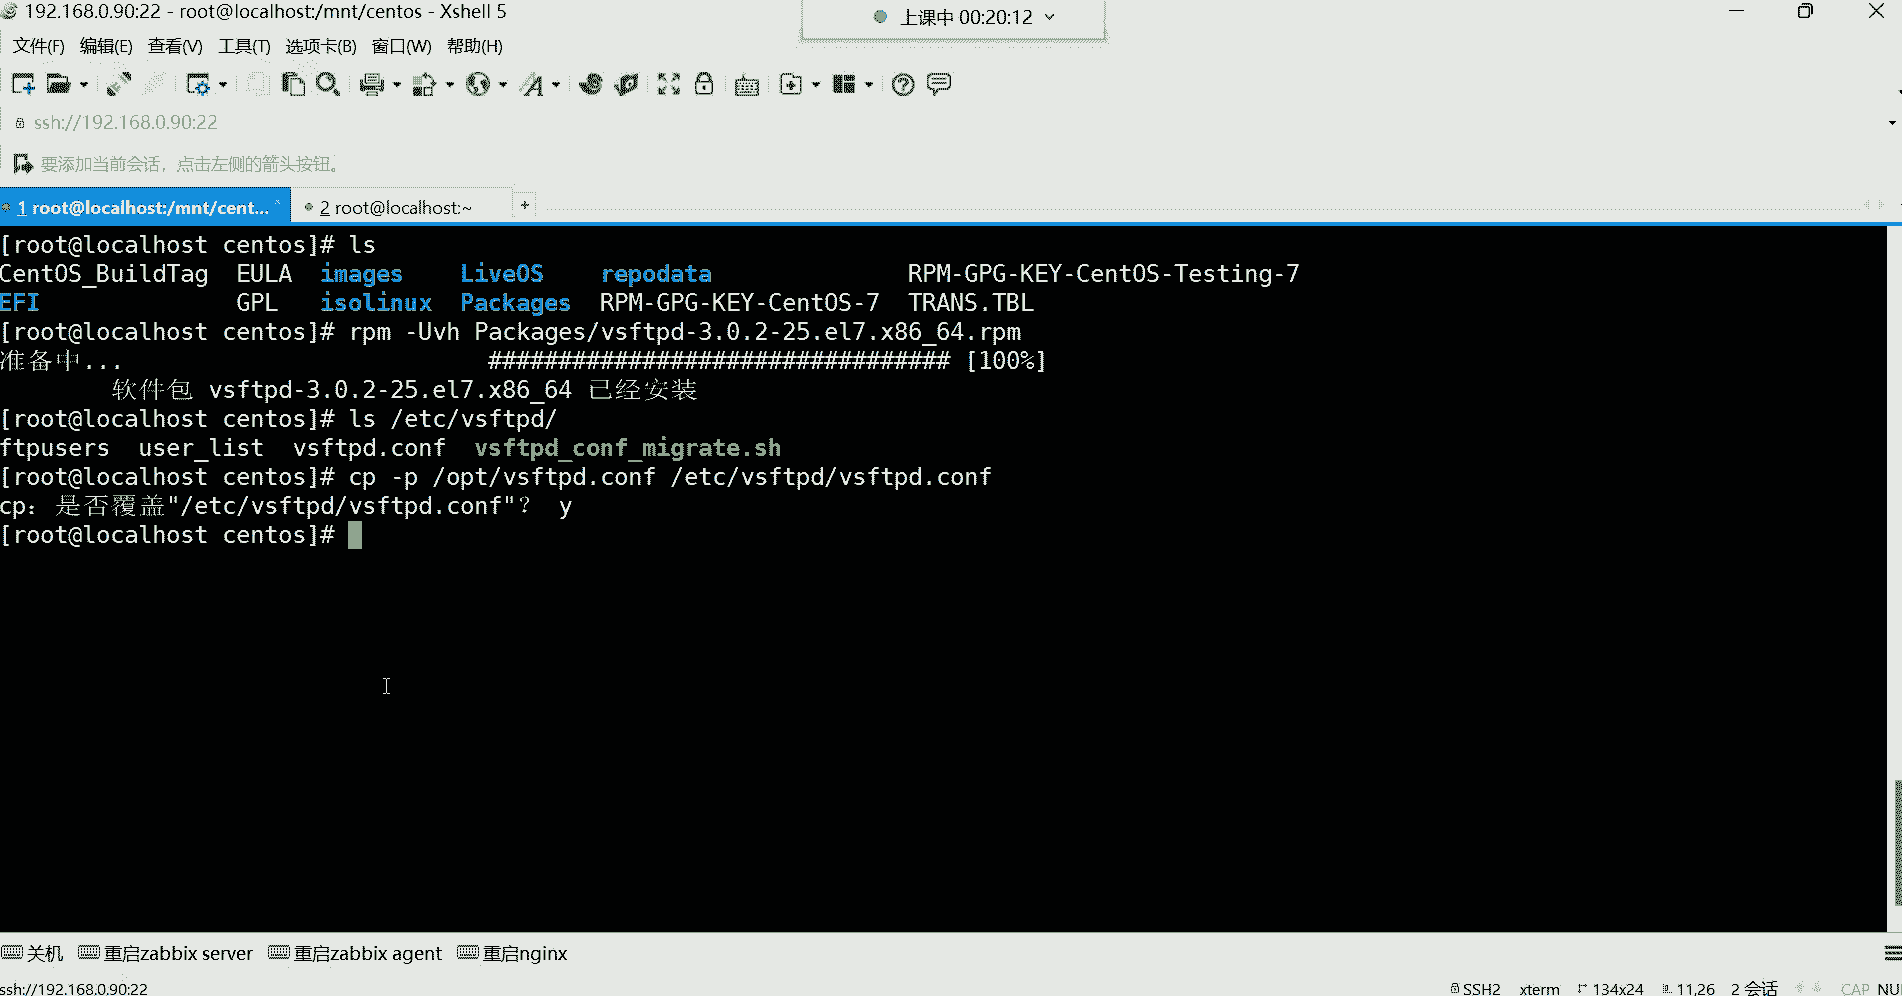 192.168.0.90:22 - root@localhost:/mnt/centos - Xshell 5
上课中 00:20:12
文件(F) 编辑(E) 查看(V) 工具(T) 选项卡(B) 窗口(W) 帮助(H)
ssh://192.168.0.90:22
要添加当前会话，点击左侧的箭头按钮。
1 root@localhost:/mnt/cent... 2 root@localhost:~ +
[root@localhost centos]# ls
CentOS_BuildTag EULA images LiveOS repodata RPM-GPG-KEY-CentOS-Testing-7
EFI GPL isolinux Packages RPM-GPG-KEY-CentOS-7 TRANS.TBL
[root@localhost centos]# rpm -Uvh Packages/vsftpd-3.0.2-25.el7.x86_64.rpm
准备中... ################################# [100%]
软件包 vsftpd-3.0.2-25.el7.x86_64 已经安装
[root@localhost centos]# ls /etc/vsftpd/
ftpusers user_list vsftpd.conf vsftpd_conf_migrate.sh
[root@localhost centos]# cp -p /opt/vsftpd.conf /etc/vsftpd/vsftpd.conf
cp：是否覆盖"/etc/vsftpd/vsftpd.conf"？ y
[root@localhost centos]#
关机 重启zabbix server 重启zabbix agent 重启nginx
ssh://192.168.0.90:22 SSH2 xterm 134x24 11,26 2 会话 CAP NU